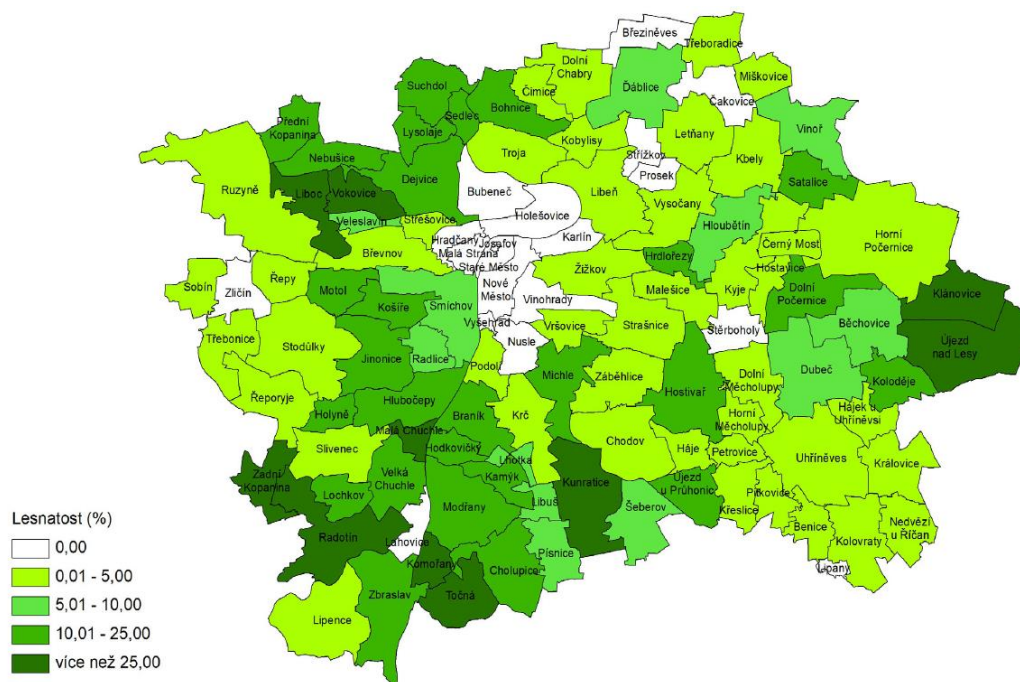 Březiněves
Třeboradice
Dolní
Chabry
Ďáblice
Miškovice
Čimice
Suchdol
Bohnice
Čakovice
Sedlec
Přední
Kopanina
Lysolaje
Kobylisy
Letňany
Vinoř
Nebušice
Troja
Střížkov
Kbely
Dejvice
Prosek
Satalice
Ruzyně
Liboc
Vokovice
Bubeneč
Libeň
Vysočany
Holešovice
Hloubětín
Veleslavín
Střešovice
Karlín
Horní
Počernice
Hradčany
Josefov
Malá Strana
Staré Město
Břevnov
Hrdlořezy
Černý Most
Hostavice
Žižkov
Sobín
Řepy
Motol
Nové
Město
Malešice
Kyje
Dolní
Počernice
Klánovice
Zličín
Košíře
Smíchov
Vinohrady
Vyšehrad
Vršovice
Strašnice
Štěrboholy
Běchovice
Třebonice
Stodůlky
Nusle
Újezd
nad Lesy
Jinonice
Radlice
Podolí
Michle
Záběhlice
Hostivař
Dolní
Měcholupy
Dubeč
Koloděje
Řeporyje
Holyně
Hlubočepy
Braník
Krč
Horní
Měcholupy
Hájek u
Uhříněvsi
Malá Chuchle
Hodkovičky
Chodov
Háje
Petrovice
Slivenec
Lhotka
Uhříněves
Královice
Zadní
Kopanina
Velká
Chuchle
Kamýk
Kunratice
Újezd
u Průhonic
Lochkov
Libuš
Šeberov
Křeslice
Pitkovice
Modřany
Benice
Nedvězí
u Říčan
Kolovraty
Radotín
Lahovice
Písnice
Komořany
Cholupice
Lipany
Zbraslav
Točná
Lipence
Lesnatost (%)
0,00
0,01 - 5,00
5,01 - 10,00
10,01 - 25,00
více než 25,00